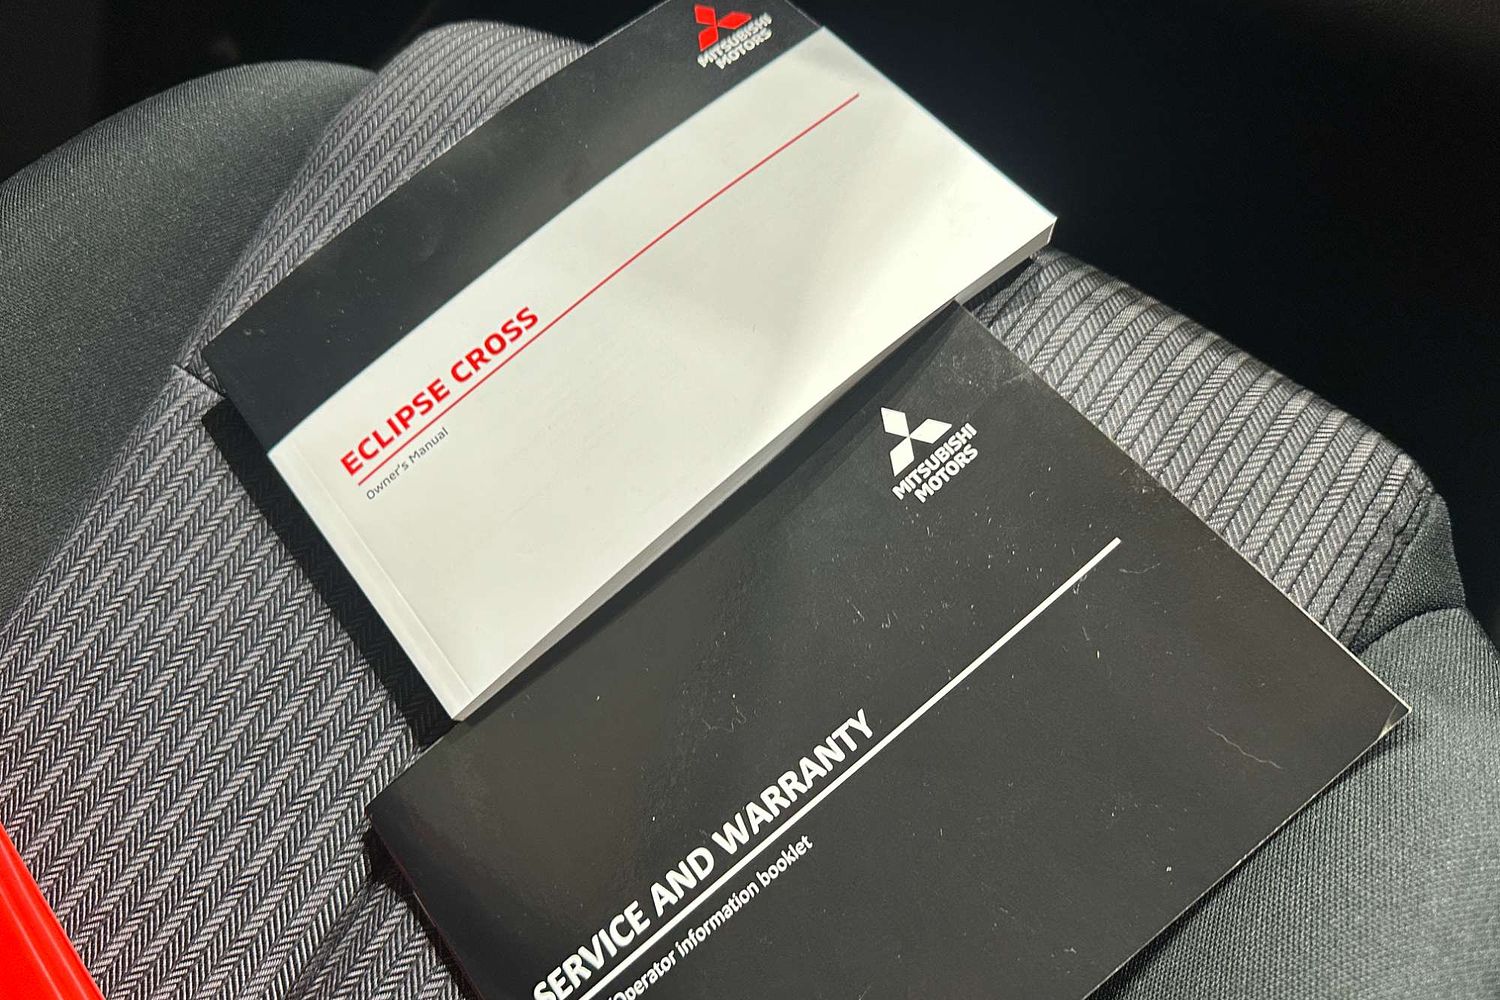 MITSUBISHI
MOTORS
ECLIPSE CROSS
Owner's Manual
MITSUBISHI
MOTORS
SERVICE AND WARRANTY
/Operator information booklet